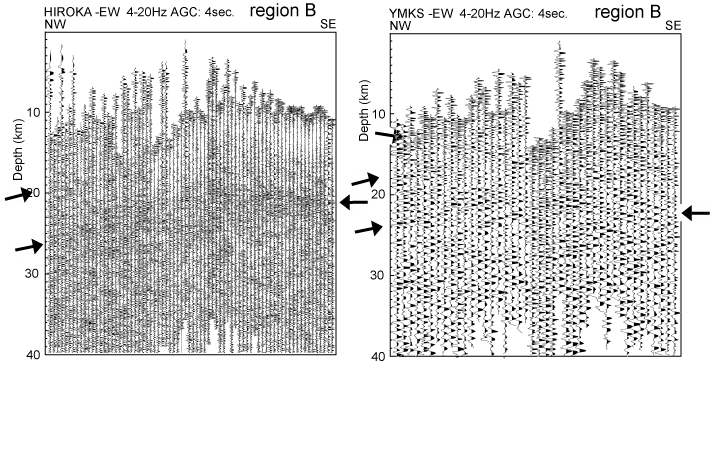 HIROKA -EW 4-20Hz AGC: 4sec. region B
NW SE
10
20
30
40
Depth (km)
YMKS -EW 4-20Hz AGC: 4sec. region B
NW SE
10
20
30
40
Depth (km)